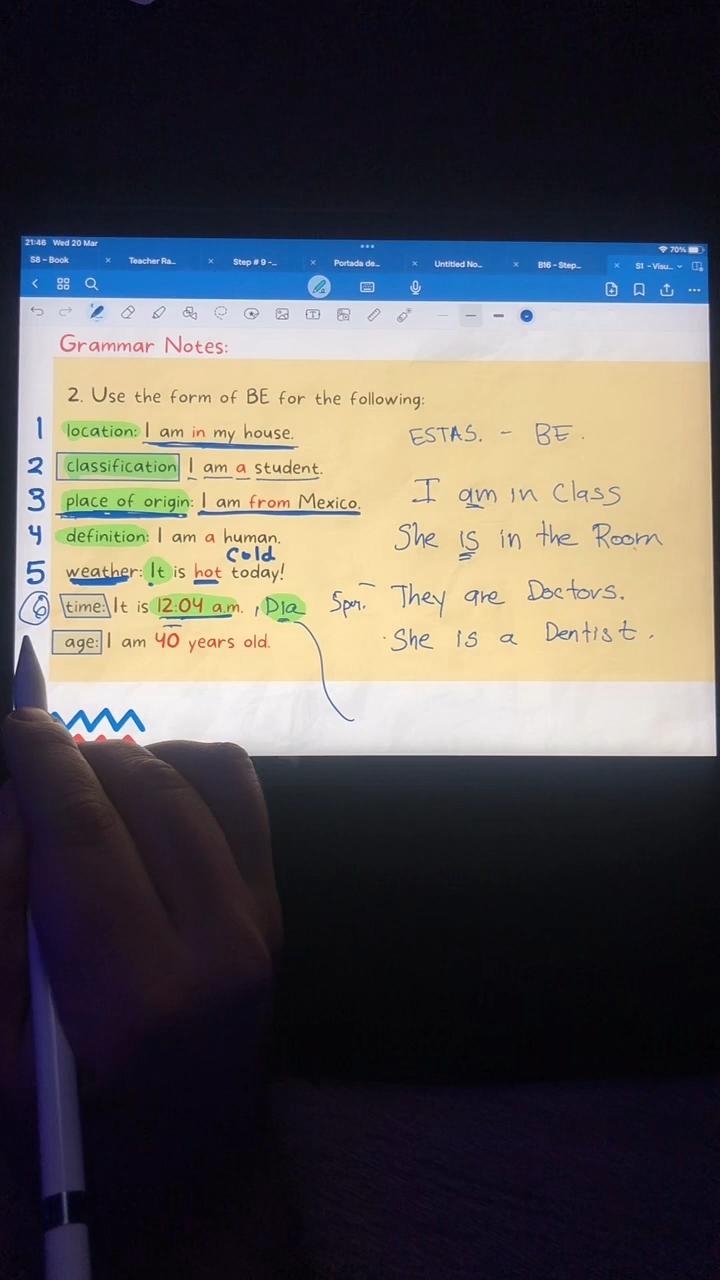 21:46 Wed 20 Mar 70%
S8 – Book × Teacher Ra... × Step # 9 -... × Portada de... × Untitled No... × B16 - Step... × S1 - Visu...
Grammar Notes:
2. Use the form of BE for the following:
1 location: I am in my house.
ESTAS. - BE.
2 classification I am a student.
3 place of origin: I am from Mexico.
I am in Class
4 definition: I am a human.
She is in the Room
Cold
5 weather: It is hot today!
6 time: It is 12:04 a.m. , Dia
They are Doctors.
age: I am 40 years old.
She is a Dentist.